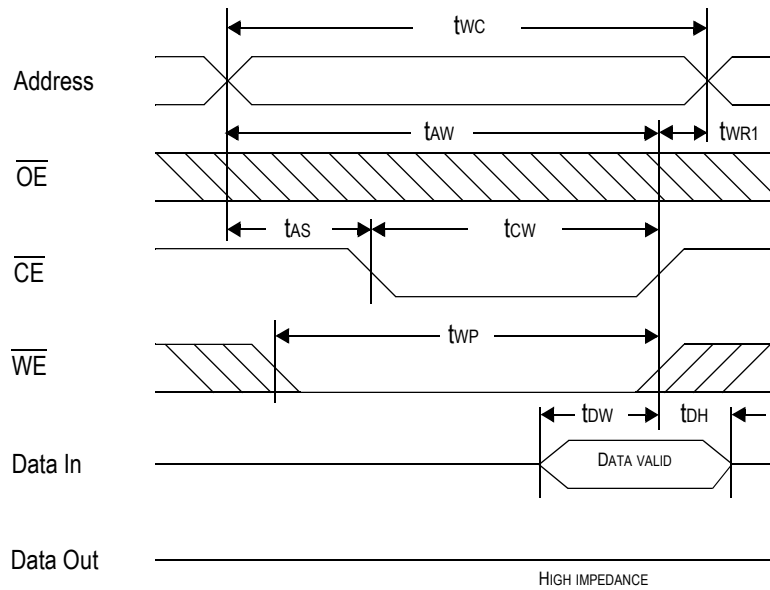 tWC
Address
tAW
tWR1
OE
tAS
tCW
CE
tWP
WE
tDW
tDH
Data In
DATA VALID
Data Out
HIGH IMPEDANCE